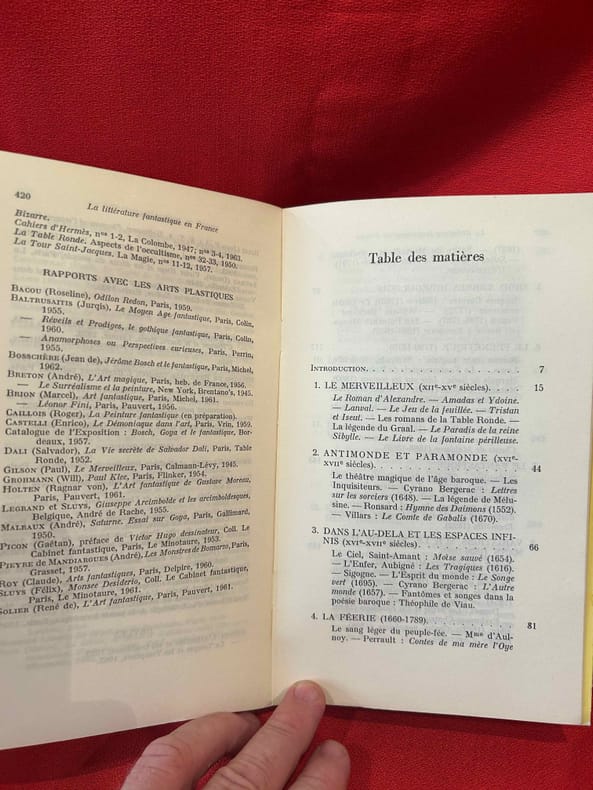 420
La littérature fantastique en France
Bizarre.
Cahiers d'Hermès, nos 1-2, La Colombe, 1947; nos 3-4, 1963.
La Table Ronde. Aspects de l'occultisme, nos 32-33, 1950.
La Tour Saint-Jacques. La Magie, nos 11-12, 1957.
RAPPORTS AVEC LES ARTS PLASTIQUES
BACOU (Roseline), Odilon Redon, Paris, 1959.
BALTRUSAITIS (Jurgis), Le Moyen Age fantastique, Paris, Colin,
1955.
— Réveils et Prodiges, le gothique fantastique, Paris, Colin,
1960.
— Anamorphoses ou Perspectives curieuses, Paris, Perrin,
1955.
BOSSCHÈRE (Jean de), Jérôme Bosch et le fantastique, Paris, Michel,
1962.
BRETON (André), L'Art magique, Paris, heb. de France, 1956.
— Le Surréalisme et la peinture, New York, Brentano's, 1945.
BRION (Marcel), Art fantastique, Paris, Michel, 1961.
— Léonor Fini, Paris, Pauvert, 1956.
CAILLOIS (Roger), La Peinture fantastique (en préparation).
CASTELLI (Enrico), Le Démoniaque dans l'art, Paris, Vrin, 1959.
Catalogue de l'Exposition : Bosch, Goya et le fantastique, Bor-
deaux, 1957.
DALI (Salvador), La Vie secrète de Salvador Dali, Paris, Table
Ronde, 1952.
GILSON (Paul), Le Merveilleux, Paris, Calmann-Lévy, 1945.
GROHMANN (Will), Paul Klee, Paris, Flinker, 1954.
HOLTEN (Ragnar von), L'Art fantastique de Gustave Moreau,
Paris, Pauvert, 1961.
LEGRAND et SLUYS, Giuseppe Arcimboldo et les arcimboldesques,
Belgique, André de Rache, 1955.
MALRAUX (André), Saturne. Essai sur Goya, Paris, Gallimard,
1950.
PICON (Gaëtan), préface de Victor Hugo dessinateur, Coll. Le
Cabinet fantastique, Paris, Le Minotaure, 1953.
PIEYRE DE MANDIARGUES (André), Les Monstres de Bomarzo, Paris,
Grasset, 1957.
ROY (Claude), Arts fantastiques, Paris, Delpire, 1960.
SLUYS (Félix), Monsee Desiderio, Coll. Le Cabinet fantastique,
Paris, Le Minotaure, 1961.
SOLIER (René de), L'Art fantastique, Paris, Pauvert, 1961.
Table des matières
INTRODUCTION. 7
1. LE MERVEILLEUX (XIIe-XVe siècles). 15
Le Roman d'Alexandre. — Amadas et Ydoine.
— Lanval. — Le Jeu de la feuillée. — Tristan
et Iseut. — Les romans de la Table Ronde. —
La légende du Graal. — Le Paradis de la reine
Sibylle. — Le Livre de la fontaine périlleuse.
2. ANTIMONDE ET PARAMONDE (XVIe-
XVIIe siècles). 44
Le théâtre magique de l'âge baroque. — Les
Inquisiteurs. — Cyrano Bergerac : Lettres
sur les sorciers (1648). — La légende de Mélu-
sine. — Ronsard : Hymne des Daimons (1552).
— Villars : Le Comte de Gabalis (1670).
3. DANS L'AU-DELA ET LES ESPACES INFI-
NIS (XVIe-XVIIe siècles). 66
Le Ciel, Saint-Amant : Moïse sauvé (1654).
— L'Enfer, Aubigné : Les Tragiques (1616).
— Sigogne. — L'Esprit du monde : Le Songe
vert (1695). — Cyrano Bergerac : L'Autre
monde (1657). — Fantômes et songes dans la
poésie baroque : Théophile de Viau.
4. LA FÉERIE (1660-1789). 81
Le sang léger du peuple-fée. — Mme d'Aul-
noy. — Perrault : Contes de ma mère l'Oye